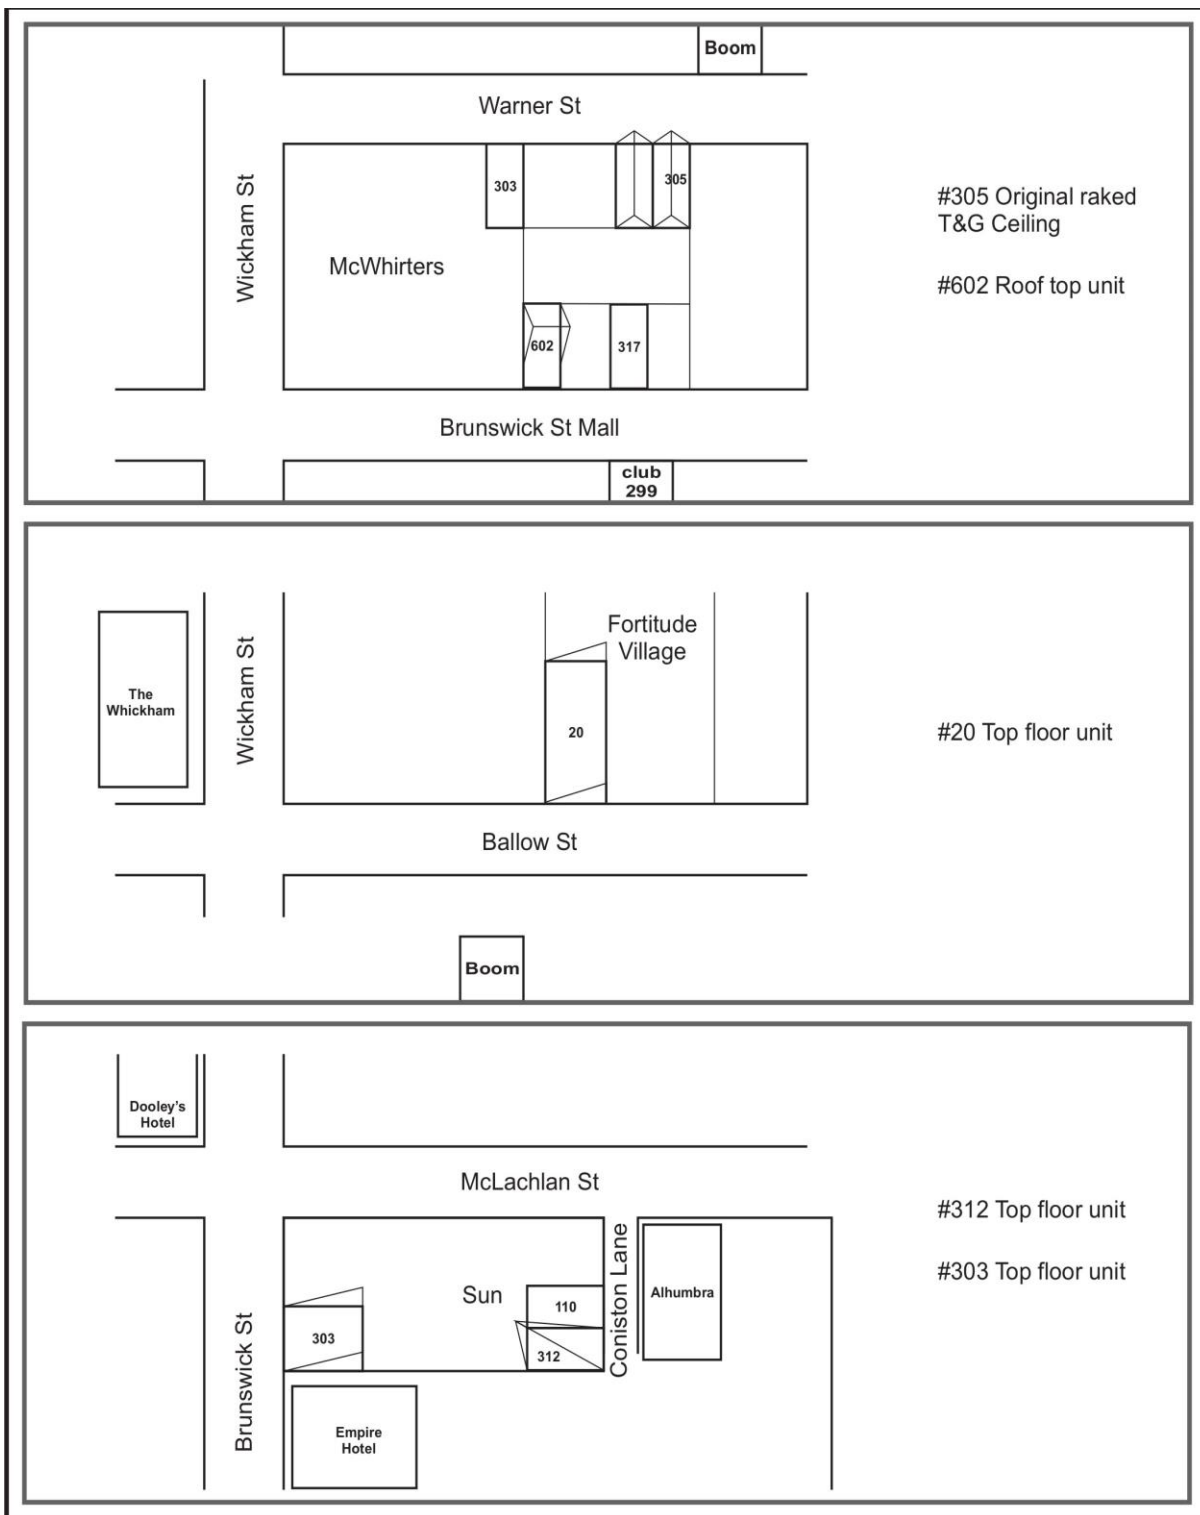 Boom
Warner St
303
305
Wickham St
McWhirters
#305 Original raked
T&G Ceiling
#602 Roof top unit
602
317
Brunswick St Mall
club
299
Fortitude
Village
Wickham St
The
Whickham
20
#20 Top floor unit
Ballow St
Boom
Dooley's
Hotel
McLachlan St
#312 Top floor unit
#303 Top floor unit
Coniston Lane
Alhumbra
Sun
110
303
312
Brunswick St
Empire
Hotel